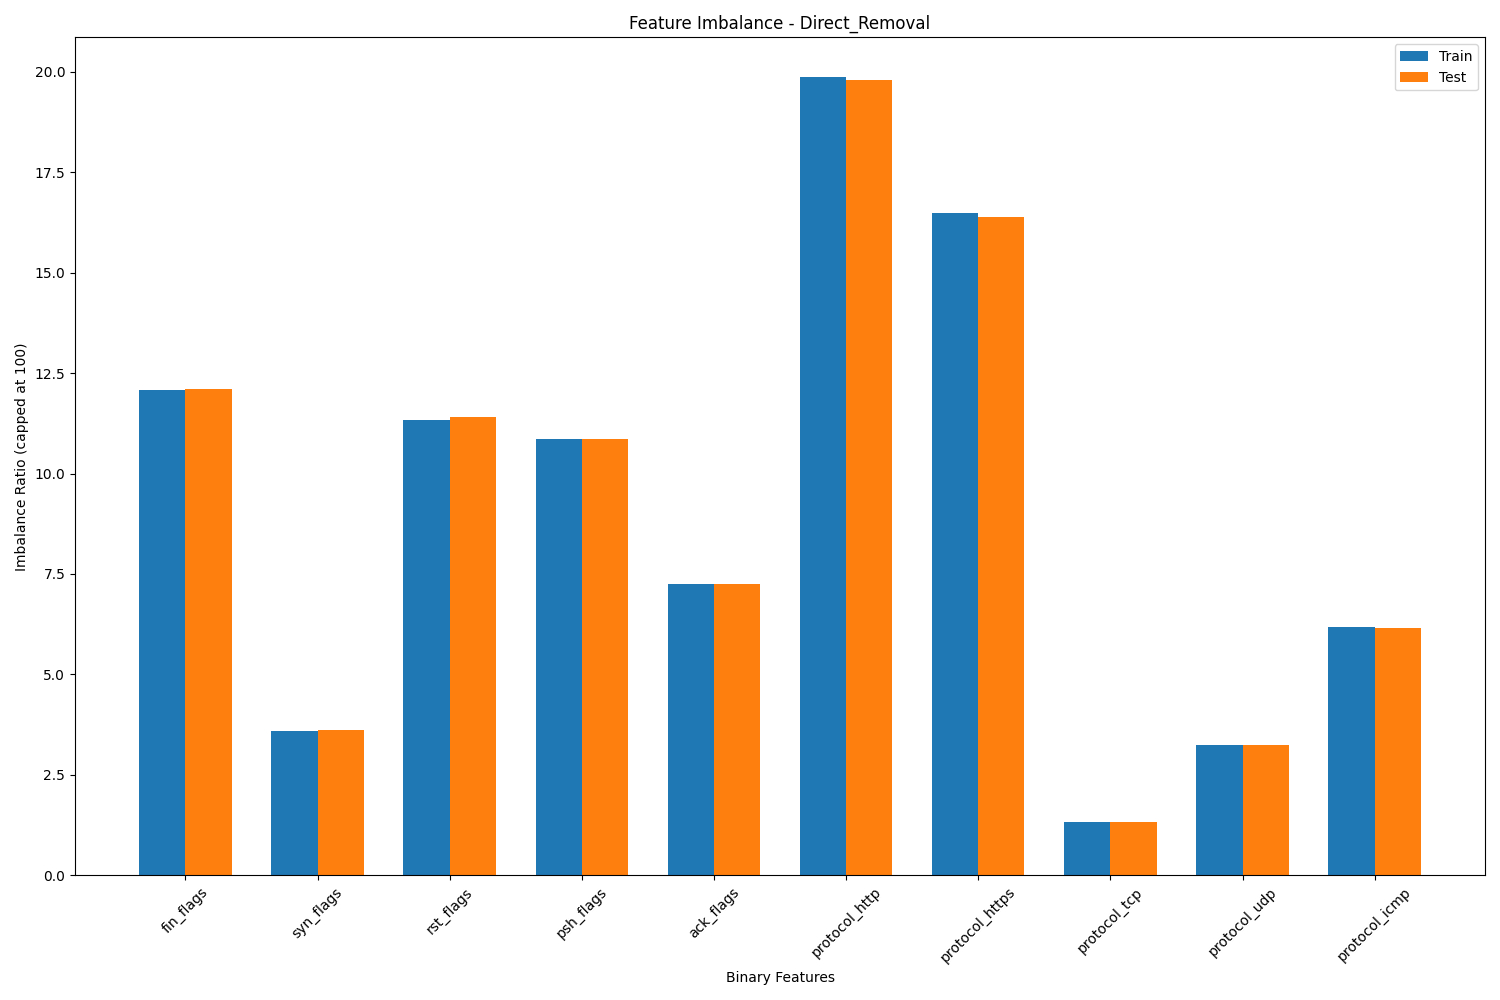 Feature Imbalance - Direct_Removal
Train
Test
Imbalance Ratio (capped at 100)
20.0
17.5
15.0
12.5
10.0
7.5
5.0
2.5
0.0
fin_flags
syn_flags
rst_flags
psh_flags
ack_flags
protocol_http
protocol_https
protocol_tcp
protocol_udp
protocol_icmp
Binary Features